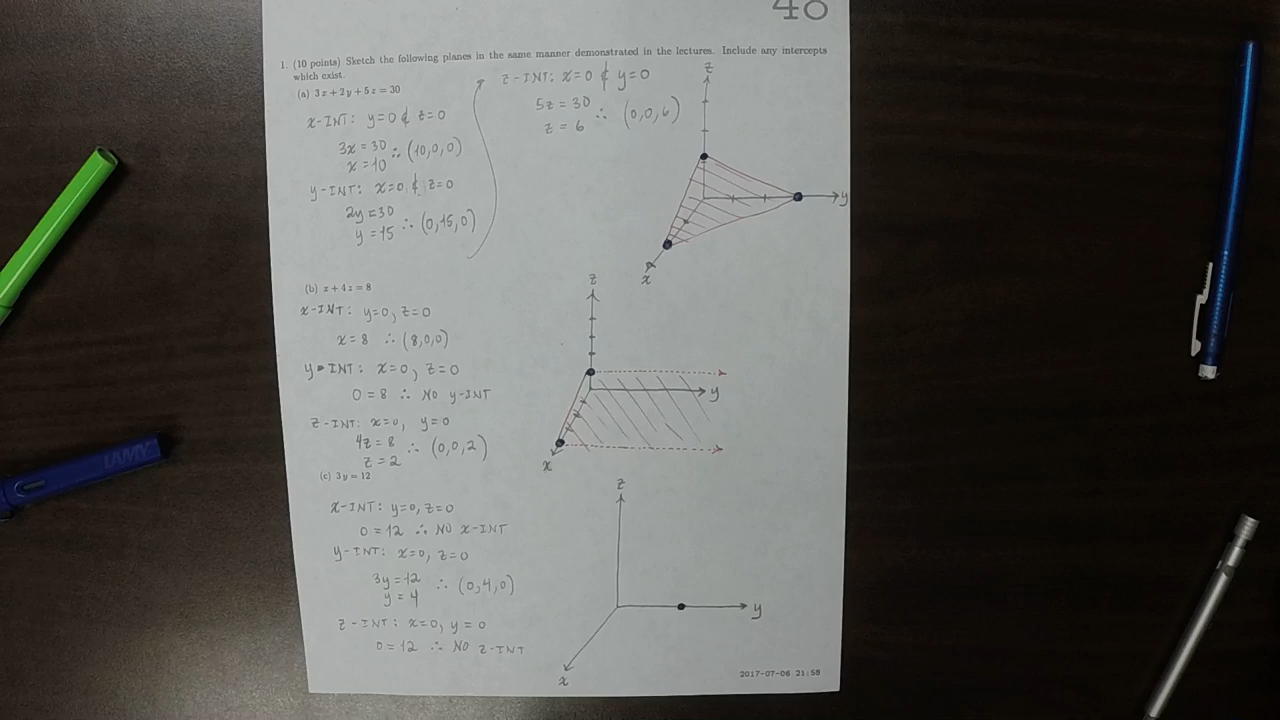 48
1. (10 points) Sketch the following planes in the same manner demonstrated in the lectures. Include any intercepts
which exist.
(a) 3x + 2y + 5z = 30
x-INT: y=0 & z=0
3x = 30 ∴ (10,0,0)
x = 10
y-INT: x=0 & z=0
2y = 30 ∴ (0,15,0)
y = 15
z-INT: x=0 & y=0
5z = 30 ∴ (0,0,6)
z = 6
z
y
x
(b) x + 4z = 8
x-INT: y=0, z=0
x = 8 ∴ (8,0,0)
y-INT: x=0, z=0
0 = 8 ∴ NO y-INT
z-INT: x=0, y=0
4z = 8 ∴ (0,0,2)
z = 2
z
y
x
(c) 3y = 12
x-INT: y=0, z=0
0 = 12 ∴ NO x-INT
y-INT: x=0, z=0
3y = 12 ∴ (0,4,0)
y = 4
z-INT: x=0, y=0
0 = 12 ∴ NO z-INT
z
y
x
2017-07-06 21:58
LAMY